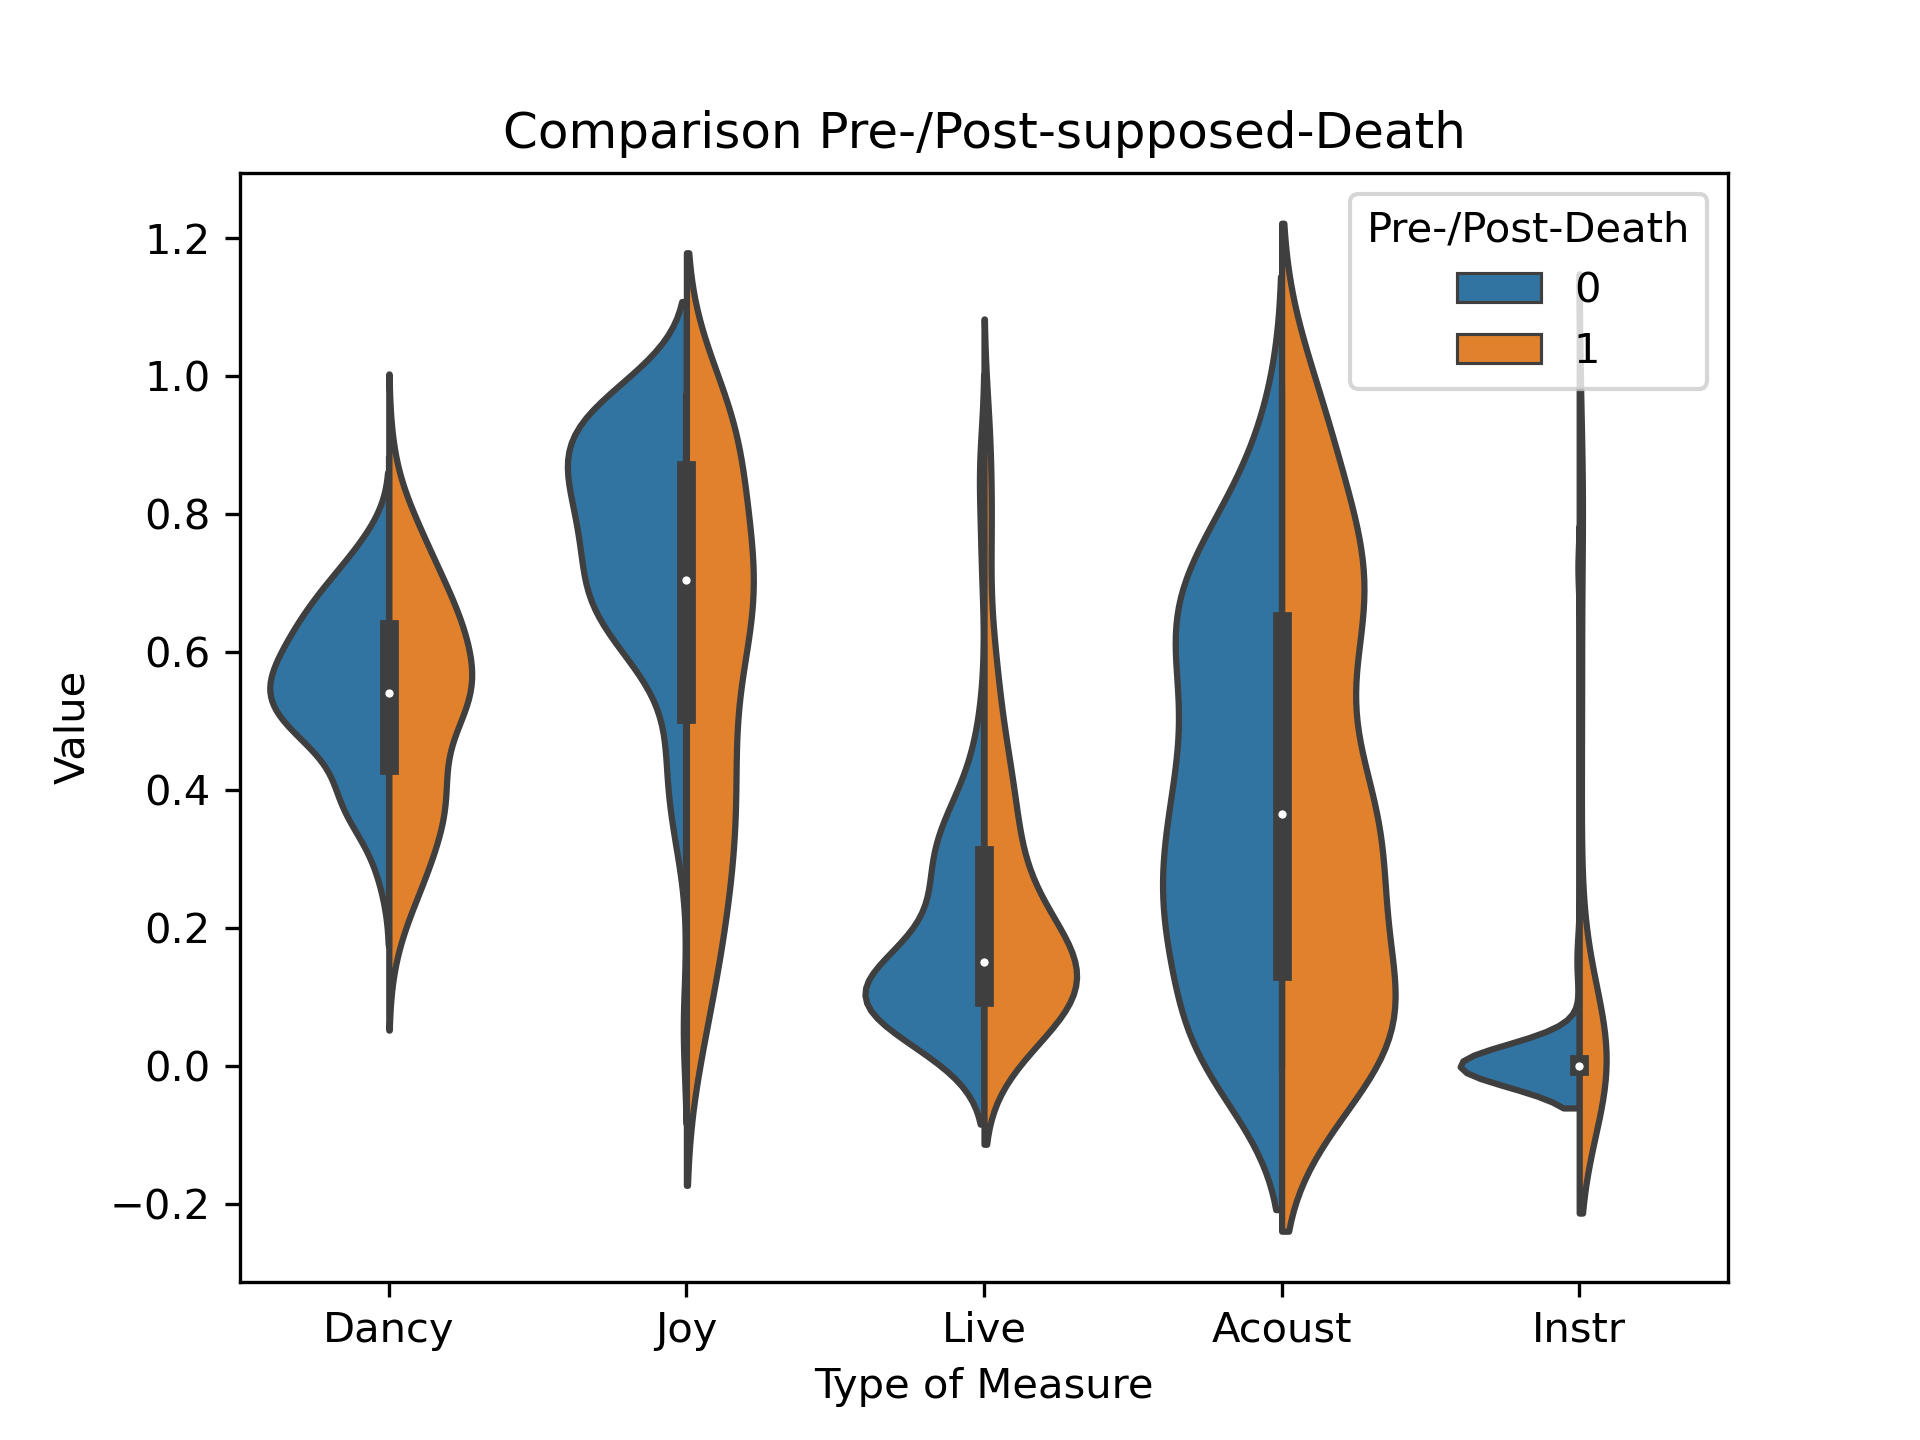 Comparison Pre-/Post-supposed-Death
Pre-/Post-Death
0
1
1.2
1.0
0.8
0.6
0.4
0.2
0.0
−0.2
Value
Dancy Joy Live Acoust Instr
Type of Measure